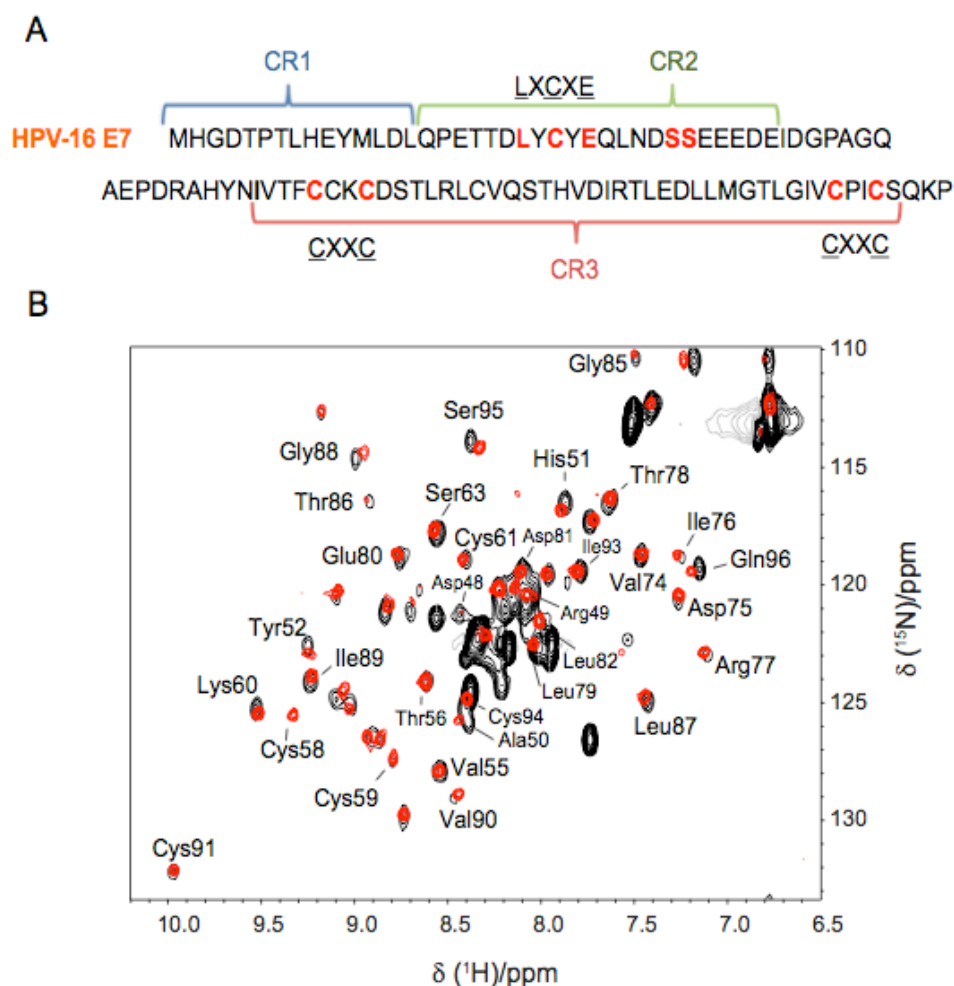 A
CR1 CR2
LXCXE
HPV-16 E7 MHGDTPTLHEYMLDLQPETTDLYCYEQLNDSSEEEDEIDGPAGQ
AEPDRAHYNIVTFCCKCDSTLRLCVQSTHVDIRTLEDLLMGTLGIVCPICSQKP
CXXC CXXC
CR3
B
110
Gly85
Ser95
Gly88
His51
115
Thr78
Thr86
Ser63
Ile76
Cys61 Asp81
Glu80 Ile93
Gln96
Asp48 Val74
120
Arg49 Asp75
Tyr52
Ile89
Leu82 Arg77
Lys60 Leu79
125
Thr56 Cys94 Leu87
Cys58 Ala50
Val55
Cys59
Val90
130
Cys91
δ (¹⁵N)/ppm
10.0 9.5 9.0 8.5 8.0 7.5 7.0 6.5
δ (¹H)/ppm